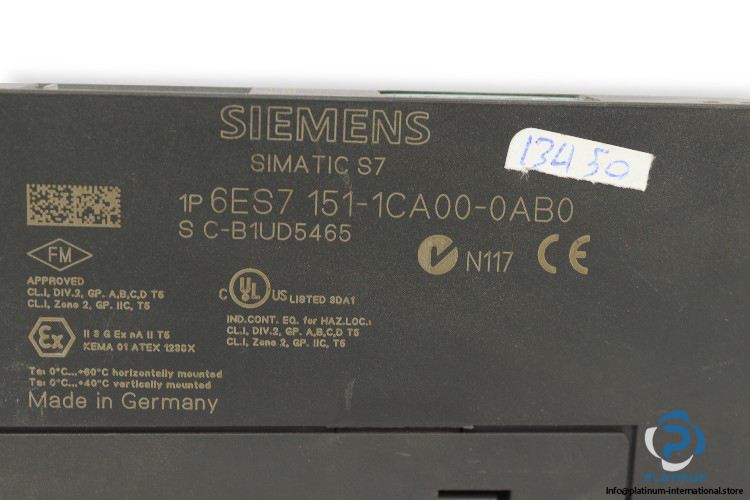 SIEMENS
SIMATIC S7
13450
1P 6ES7 151-1CA00-0AB0
S C-B1UD5465
N117 CE
FM
APPROVED
CL.I, DIV.2, GP. A,B,C,D T5
CL.I, Zone 2, GP. IIC, T5
C UL US LISTED 3DA1
IND.CONT. EQ. for HAZ.LOC.:
CL.I, DIV.2, GP. A,B,C,D T5
CL.I, Zone 2, GP. IIC, T5
Ex
II 3 G Ex nA II T5
KEMA 01 ATEX 1238X
Ta: 0°C...+60°C horizontally mounted
Ta: 0°C...+40°C vertically mounted
Made in Germany
PLATINUM
Info@platinum-international.store